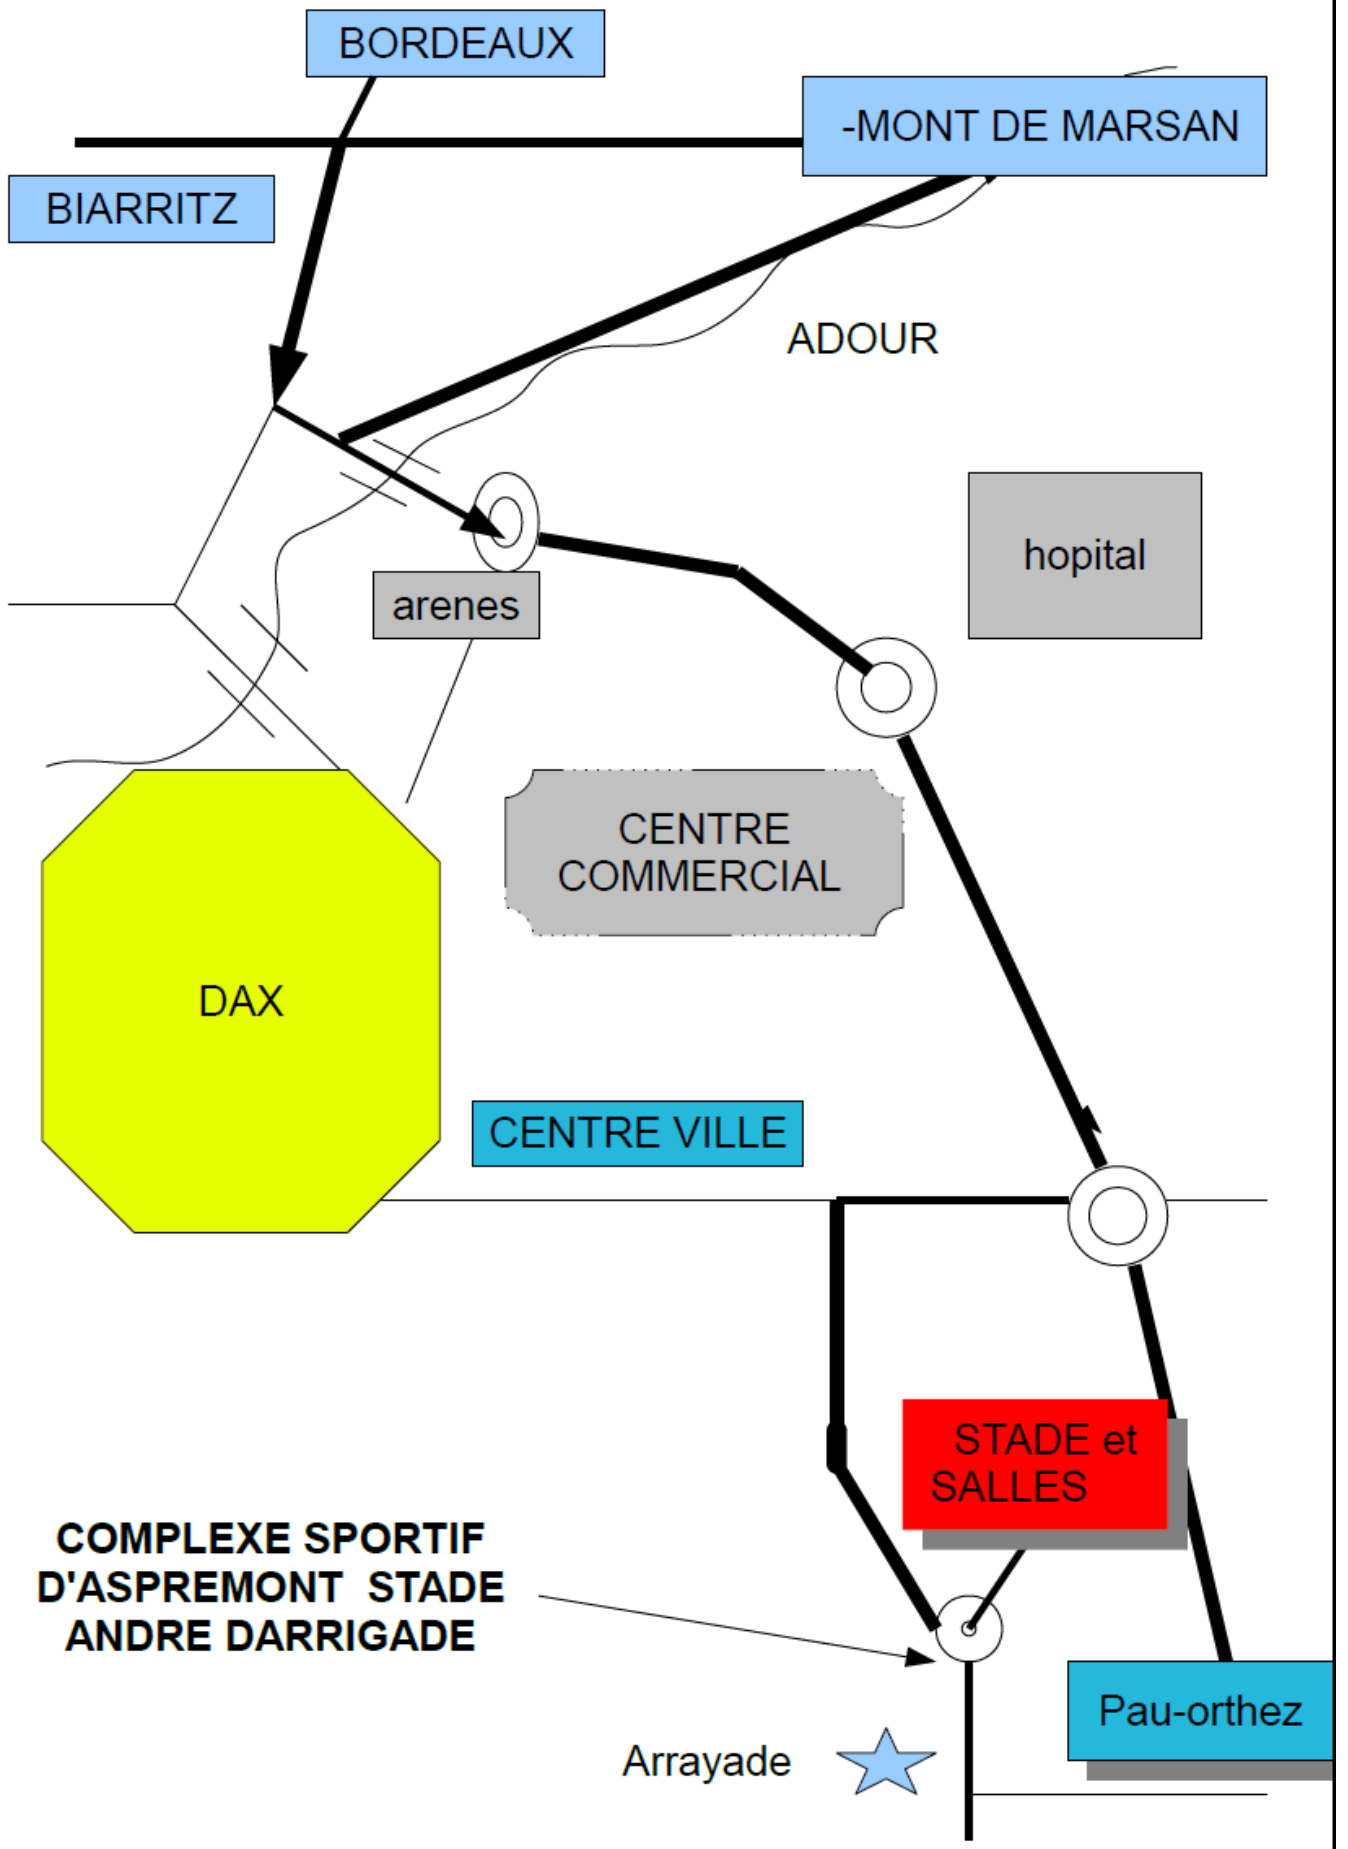 BORDEAUX
-MONT DE MARSAN
BIARRITZ
ADOUR
hopital
arenes
CENTRE
COMMERCIAL
DAX
CENTRE VILLE
STADE et
SALLES
COMPLEXE SPORTIF
D'ASPREMONT STADE
ANDRE DARRIGADE
Pau-orthez
Arrayade